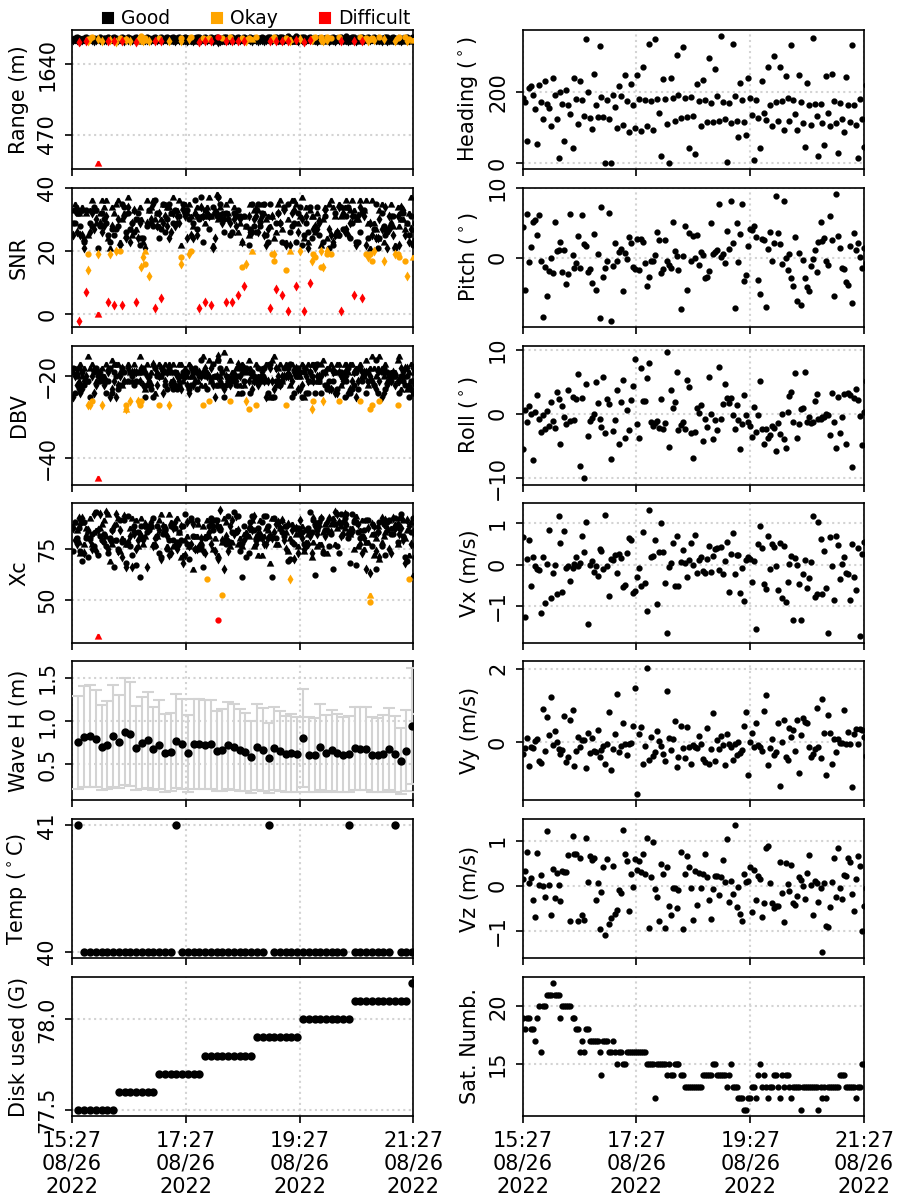 Good Okay Difficult
Range (m)
1640
470
Heading (°)
200
0
SNR
40
20
0
Pitch (°)
10
0
DBV
−20
−40
Roll (°)
10
0
−10
Xc
75
50
Vx (m/s)
1
0
−1
Wave H (m)
1.5
1.0
0.5
Vy (m/s)
2
0
Temp (°C)
41
40
Vz (m/s)
1
0
−1
Disk used (G)
78.0
77.5
Sat. Numb.
20
15
15:27 17:27 19:27 21:27 15:27 17:27 19:27 21:27
08/26 08/26 08/26 08/26 08/26 08/26 08/26 08/26
2022 2022 2022 2022 2022 2022 2022 2022